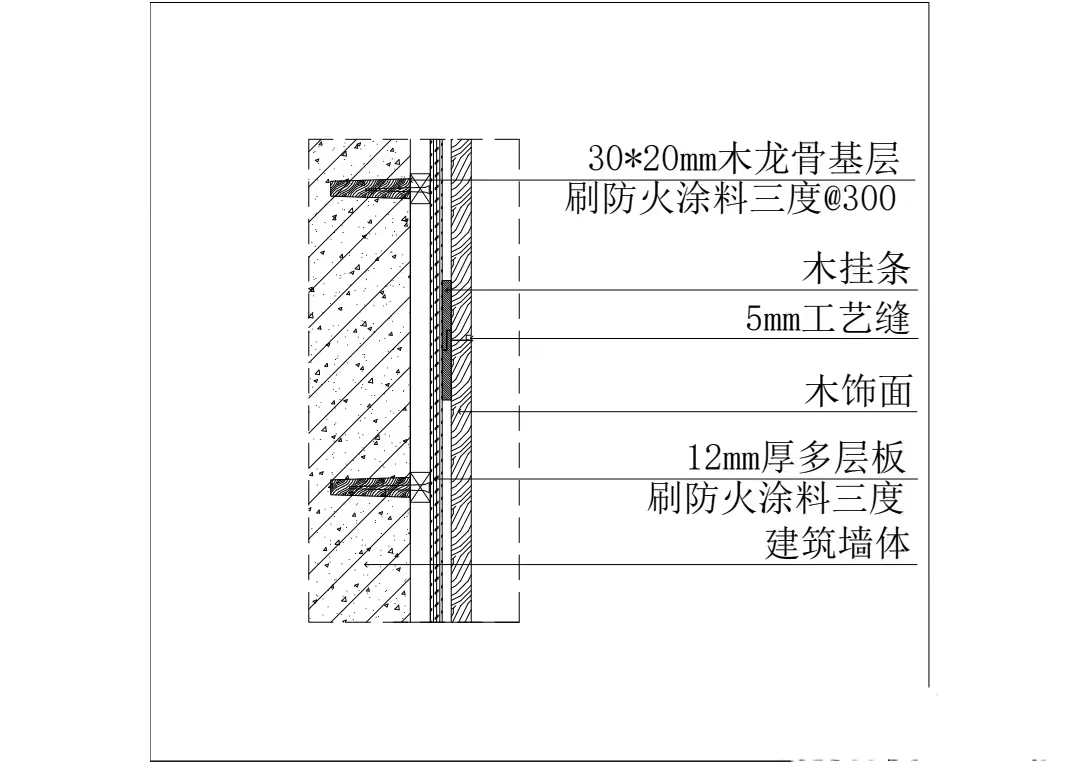 30*20mm木龙骨基层
刷防火涂料三度@300
木挂条
5mm工艺缝
木饰面
12mm厚多层板
刷防火涂料三度
建筑墙体